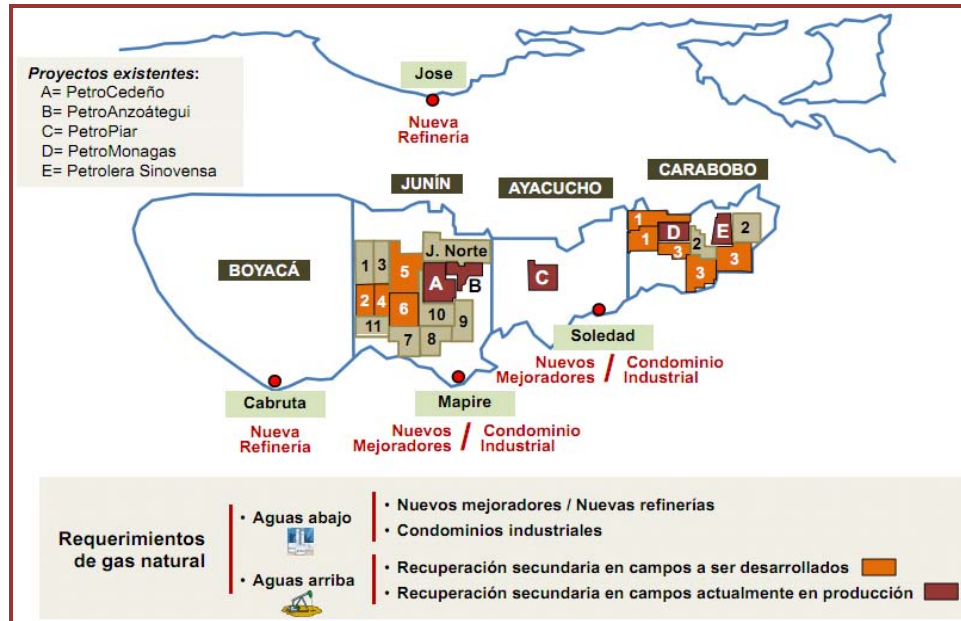 Proyectos existentes:
A= PetroCedeño
B= PetroAnzoátegui
C= PetroPiar
D= PetroMonagas
E= Petrolera Sinovensa
Jose
Nueva
Refinería
BOYACÁ
JUNÍN
AYACUCHO
CARABOBO
J. Norte
1
3
5
A
B
2
4
6
10
9
11
7
8
C
1
1
D
2
E
2
3
3
3
Cabruta
Nueva
Refinería
Mapire
Nuevos
Mejoradores / Condominio
Industrial
Soledad
Nuevos
Mejoradores / Condominio
Industrial
Requerimientos
de gas natural
• Aguas abajo
• Nuevos mejoradores / Nuevas refinerías
• Condominios industriales
• Aguas arriba
• Recuperación secundaria en campos a ser desarrollados
• Recuperación secundaria en campos actualmente en producción